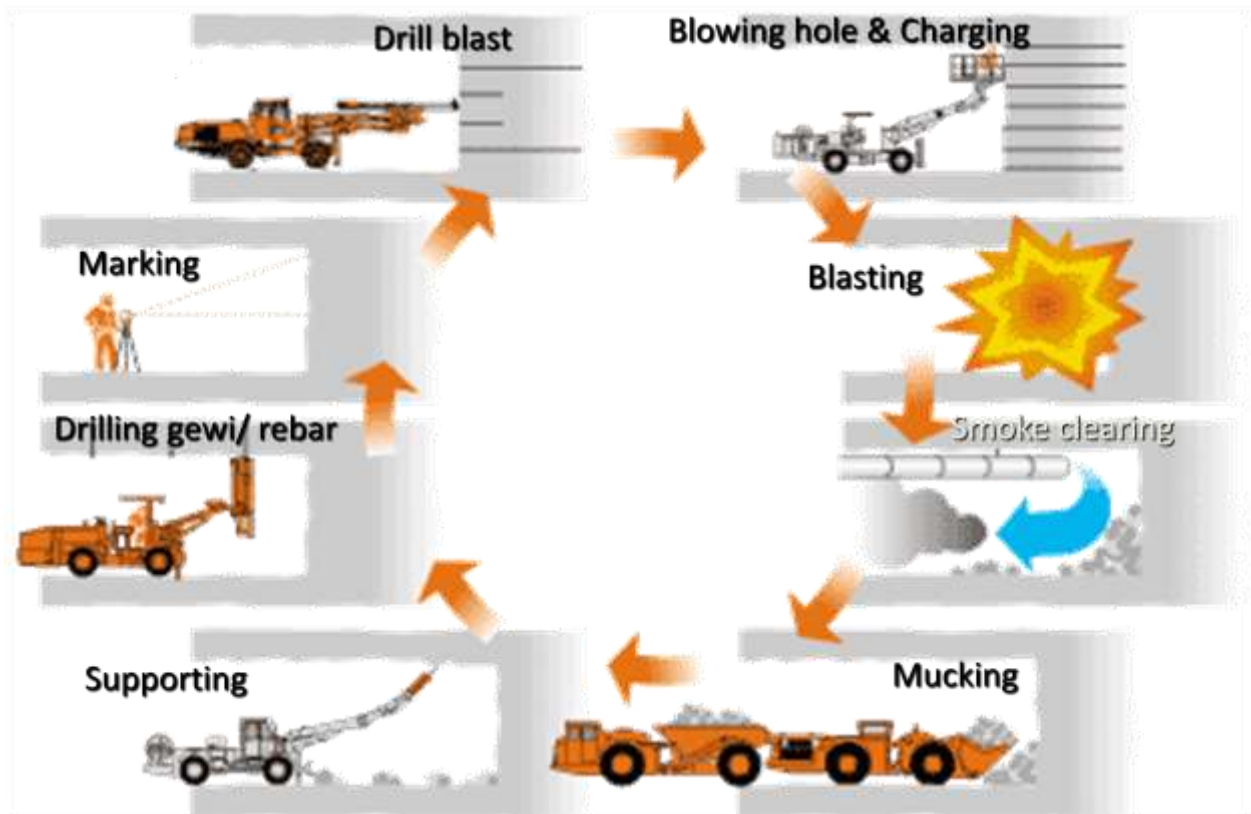 Drill blast
Blowing hole & Charging
Marking
Blasting
Drilling gewi/ rebar
Smoke clearing
Supporting
Mucking